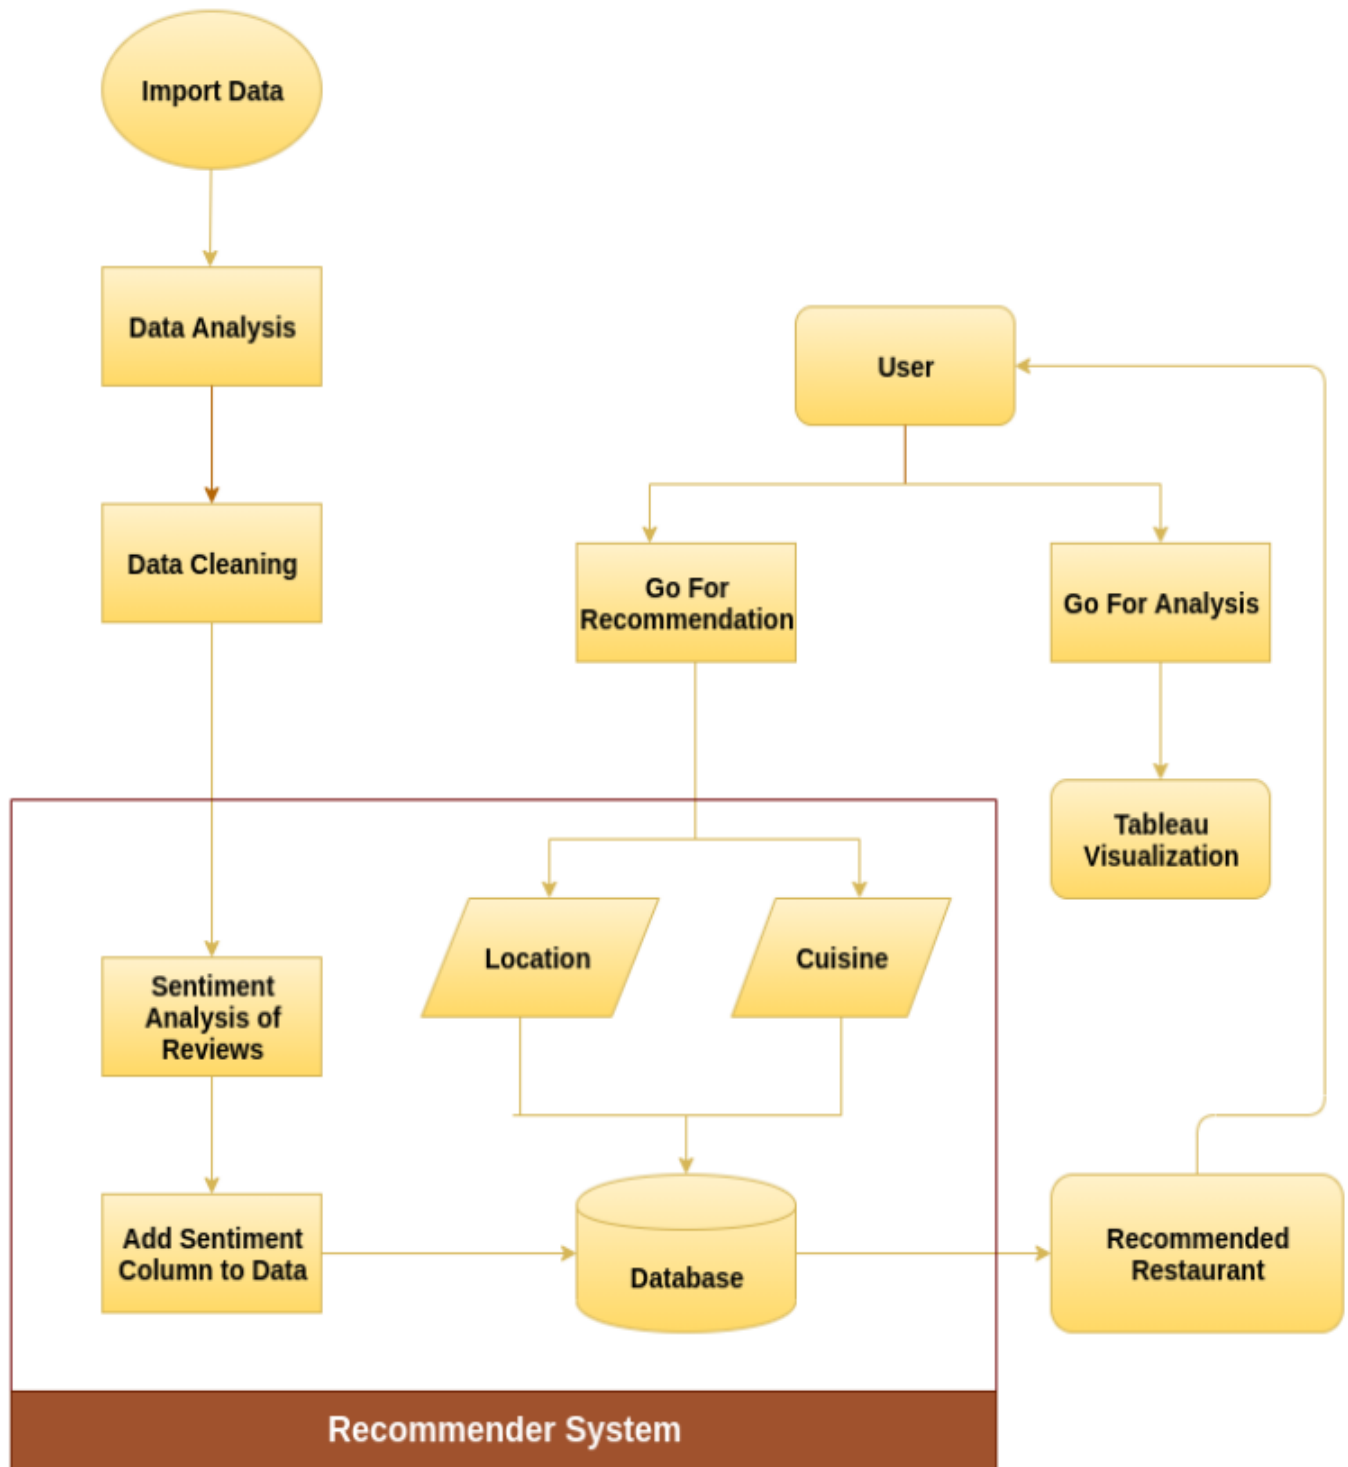 Import Data
Data Analysis
User
Data Cleaning
Go For
Recommendation
Go For Analysis
Tableau
Visualization
Location
Cuisine
Sentiment
Analysis of
Reviews
Add Sentiment
Column to Data
Database
Recommended
Restaurant
Recommender System